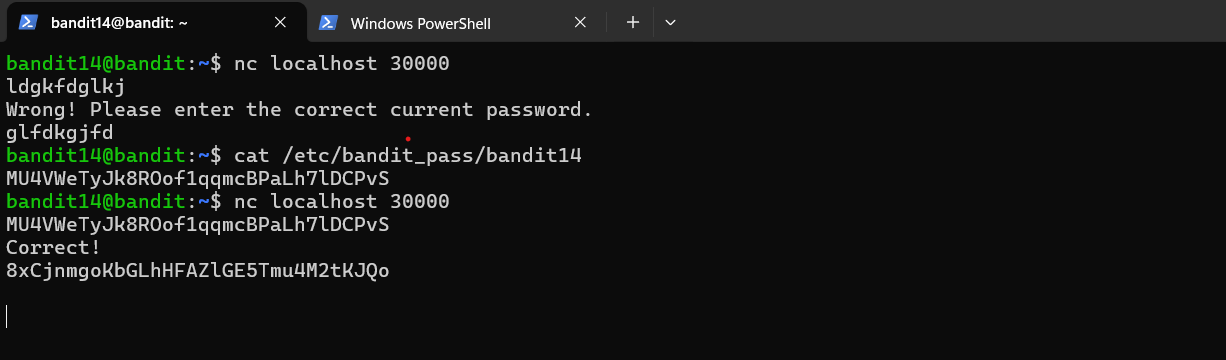 bandit14@bandit: ~
Windows PowerShell
bandit14@bandit:~$ nc localhost 30000
ldgkfdglkj
Wrong! Please enter the correct current password.
glfdkgjfd
bandit14@bandit:~$ cat /etc/bandit_pass/bandit14
MU4VWeTyJk8ROof1qqmcBPaLh7lDCPvS
bandit14@bandit:~$ nc localhost 30000
MU4VWeTyJk8ROof1qqmcBPaLh7lDCPvS
Correct!
8xCjnmgoKbGLhHFAZlGE5Tmu4M2tKJQo